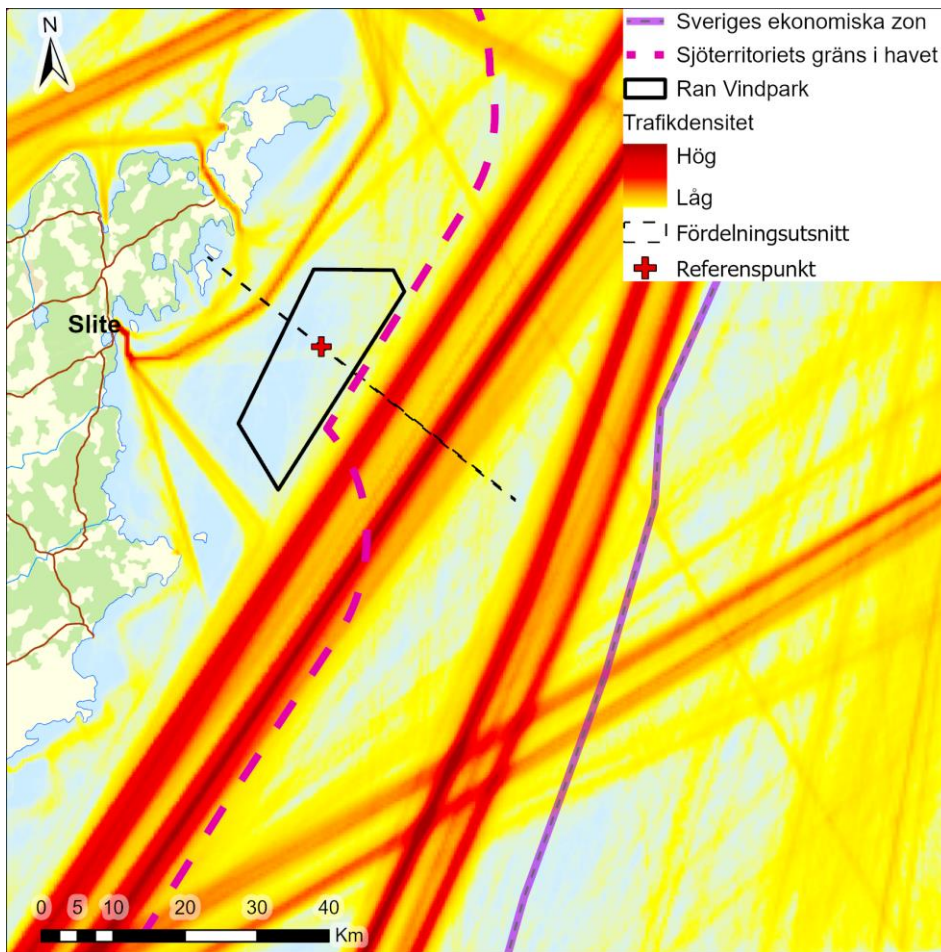 N
Sveriges ekonomiska zon
Sjöterritoriets gräns i havet
Ran Vindpark
Trafikdensitet
Hög
Låg
Fördelningsutsnitt
Referenspunkt
Slite
0 5 10 20 30 40
Km